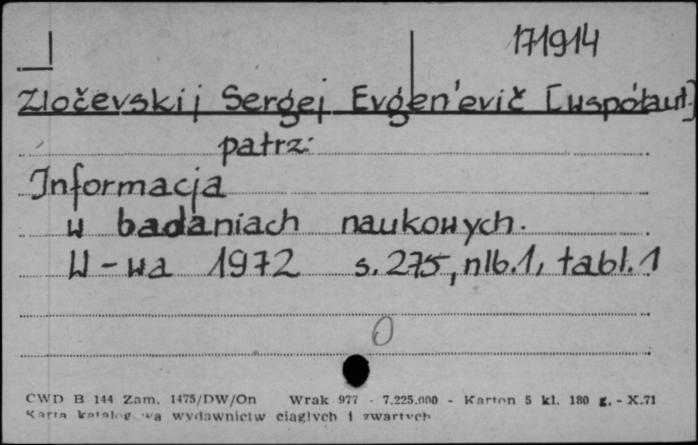 171914
Zločevskij Sergej Evgen'evič [współaut]
patrz:
Informacja
w badaniach naukowych.
W-wa 1972 s. 275, nlb. 1, tabl. 1
0
CWD B 144 Zam. 1475/DW/On Wrak 977 - 7.225.000 - Karton 5 kl. 180 g. - X.71
Karta katalogowa wydawnictw ciągłych i zwartych